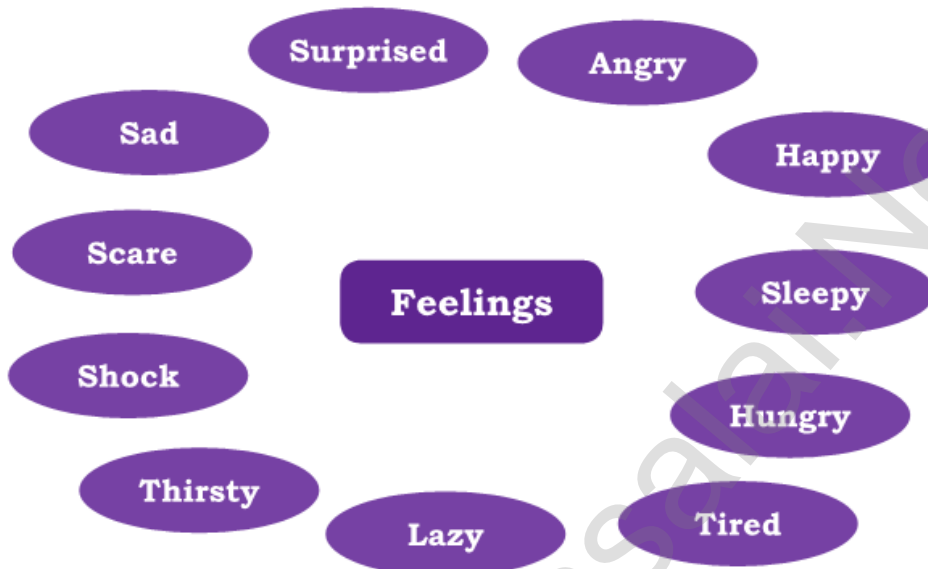 Surprised
Angry
Sad
Happy
Scare
Sleepy
Feelings
Shock
Hungry
Thirsty
Tired
Lazy